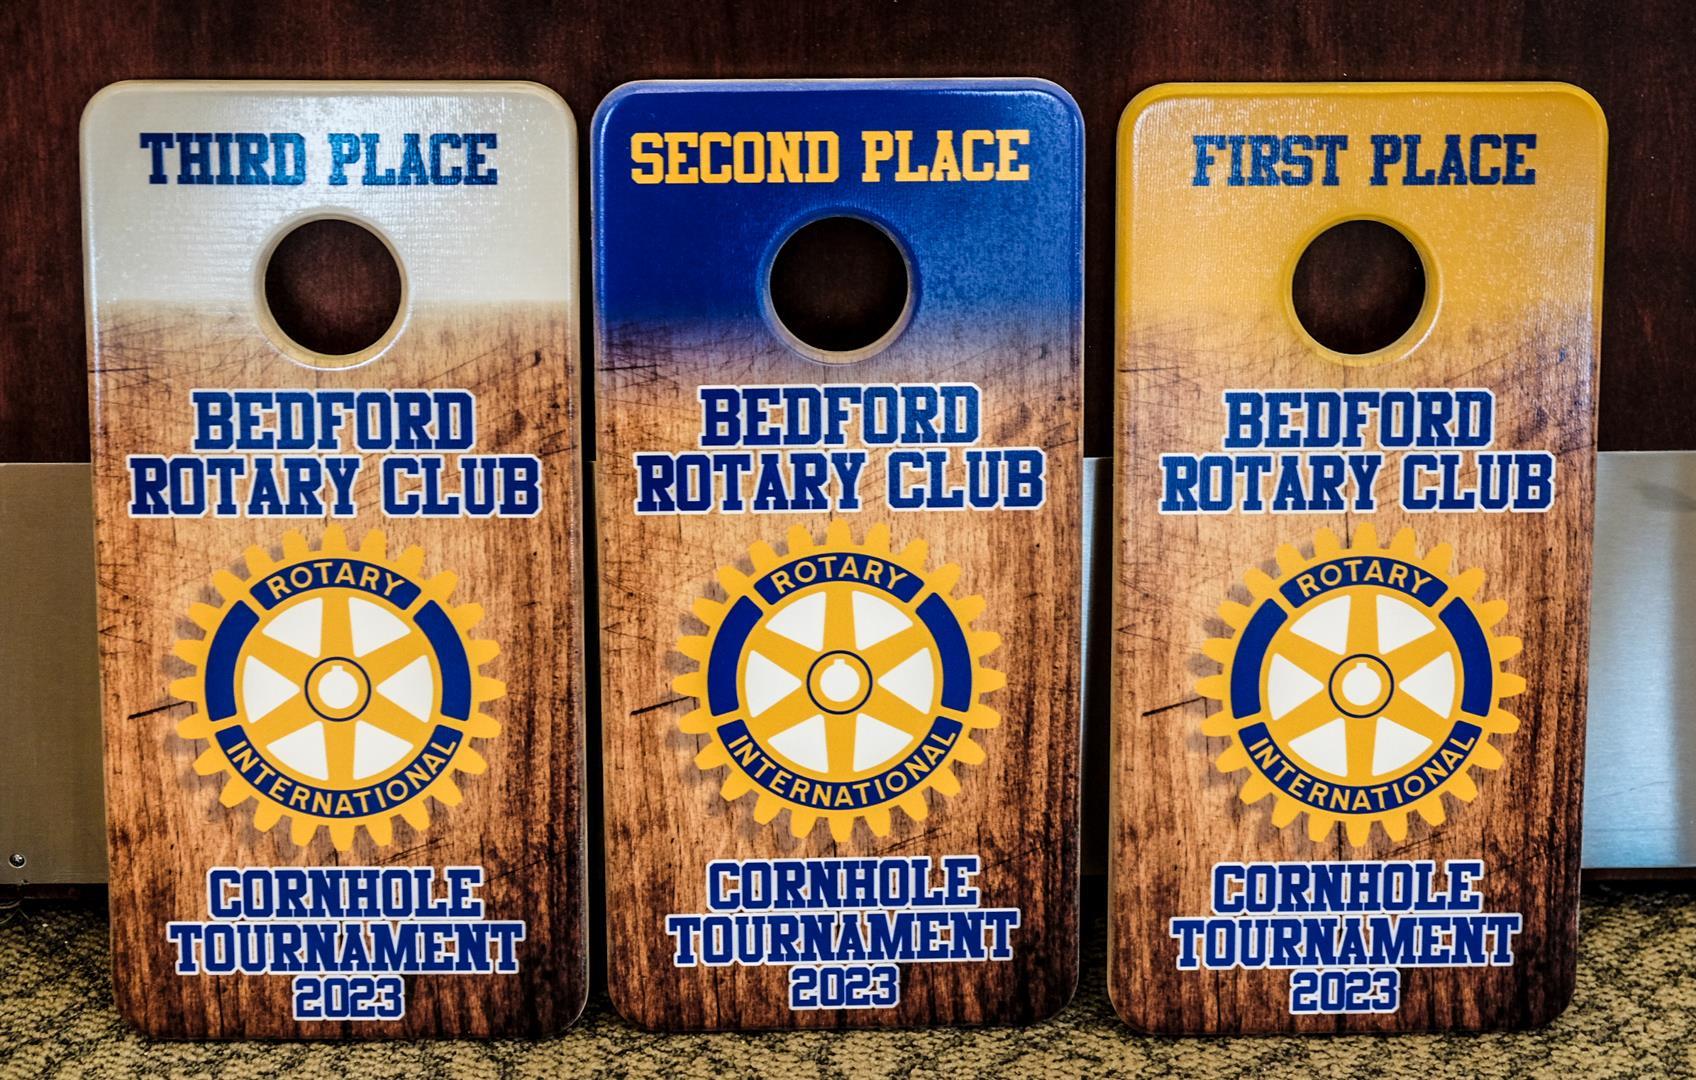 THIRD PLACE
BEDFORD
ROTARY CLUB
ROTARY
INTERNATIONAL
CORNHOLE
TOURNAMENT
2023
SECOND PLACE
BEDFORD
ROTARY CLUB
ROTARY
INTERNATIONAL
CORNHOLE
TOURNAMENT
2023
FIRST PLACE
BEDFORD
ROTARY CLUB
ROTARY
INTERNATIONAL
CORNHOLE
TOURNAMENT
2023